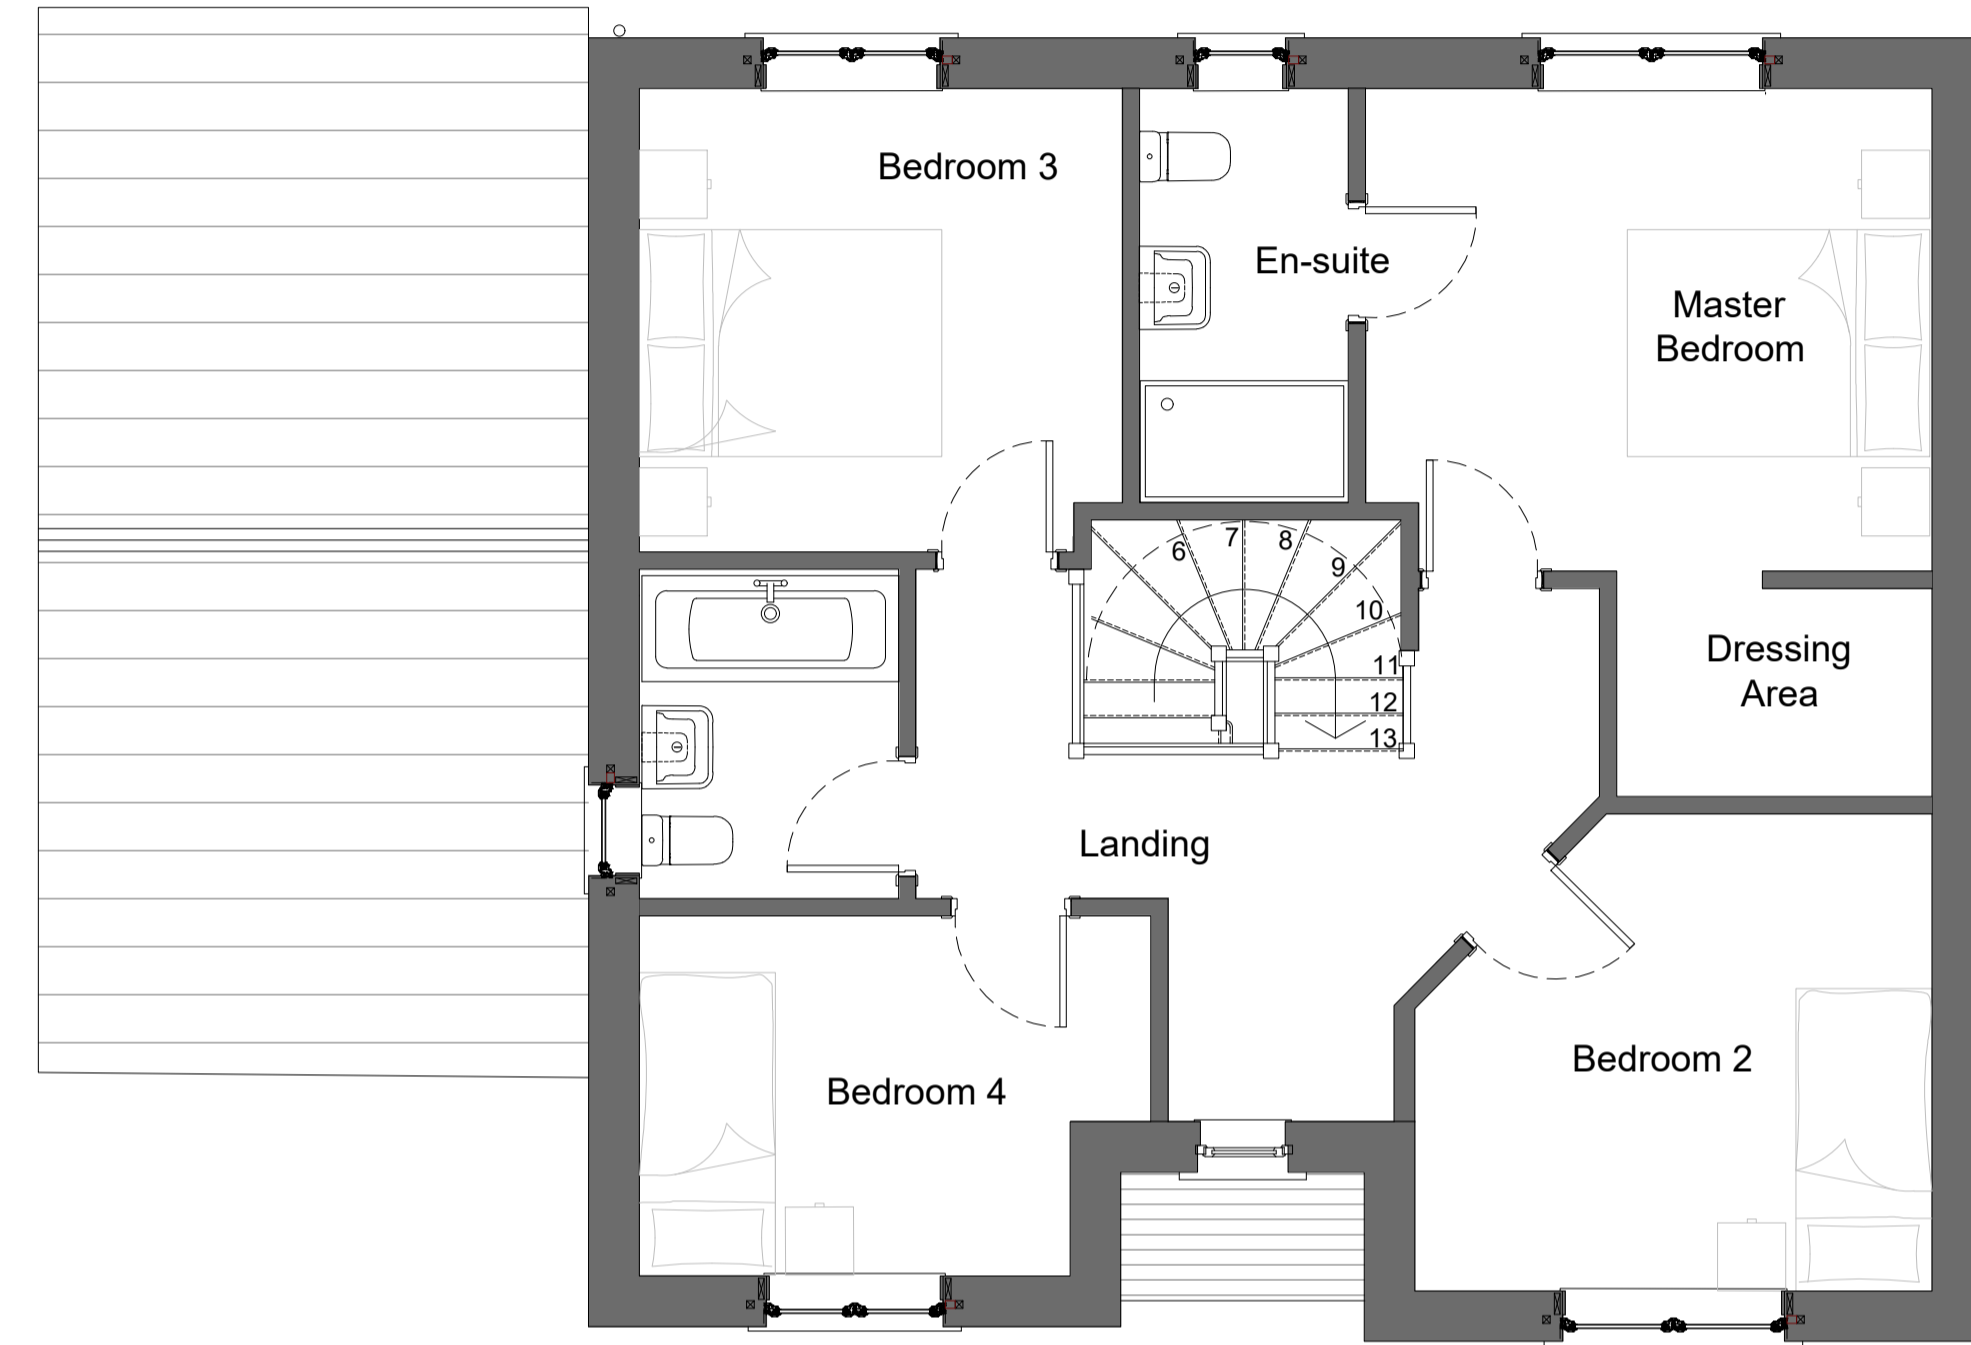 Bedroom 3
En-suite
Master
Bedroom
6
7
8
9
10
11
12
13
Dressing
Area
Landing
Bedroom 4
Bedroom 2